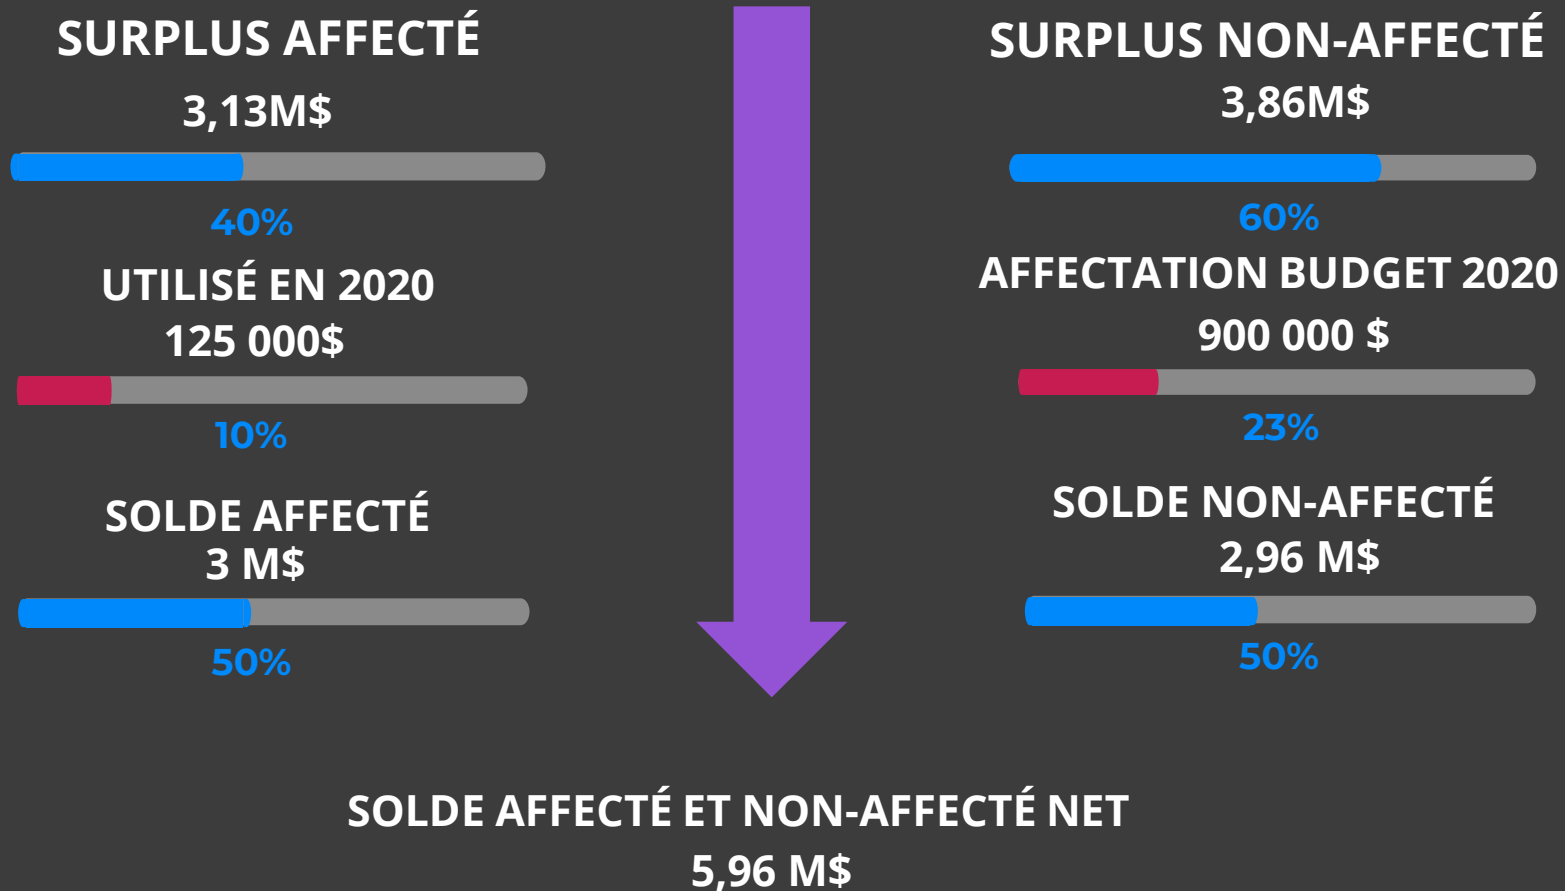 SURPLUS AFFECTÉ
3,13M$
40%
UTILISÉ EN 2020
125 000$
10%
SOLDE AFFECTÉ
3 M$
50%
SURPLUS NON-AFFECTÉ
3,86M$
60%
AFFECTATION BUDGET 2020
900 000 $
23%
SOLDE NON-AFFECTÉ
2,96 M$
50%
SOLDE AFFECTÉ ET NON-AFFECTÉ NET
5,96 M$